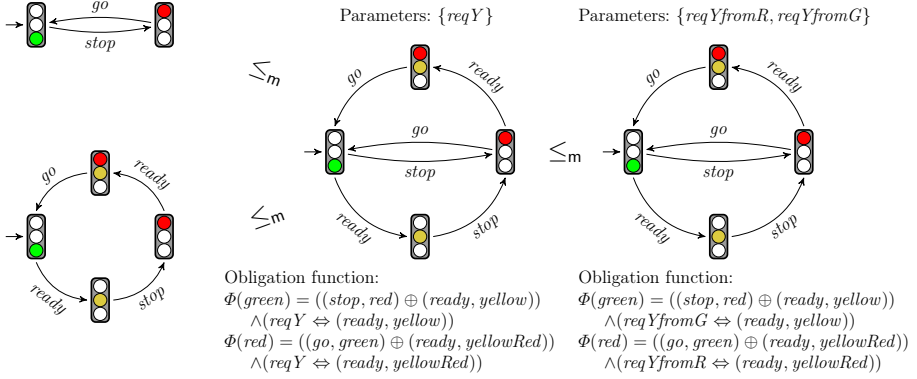 go
stop
ready
go
ready
stop
≤m
≤m
Parameters: {reqY}
go
ready
go
stop
ready
stop
Obligation function:
Φ(green) = ((stop, red) ⊕ (ready, yellow))
∧(reqY ⇔ (ready, yellow))
Φ(red) = ((go, green) ⊕ (ready, yellowRed))
∧(reqY ⇔ (ready, yellowRed))
≤m
Parameters: {reqYfromR, reqYfromG}
go
ready
go
stop
ready
stop
Obligation function:
Φ(green) = ((stop, red) ⊕ (ready, yellow))
∧(reqYfromG ⇔ (ready, yellow))
Φ(red) = ((go, green) ⊕ (ready, yellowRed))
∧(reqYfromR ⇔ (ready, yellowRed))